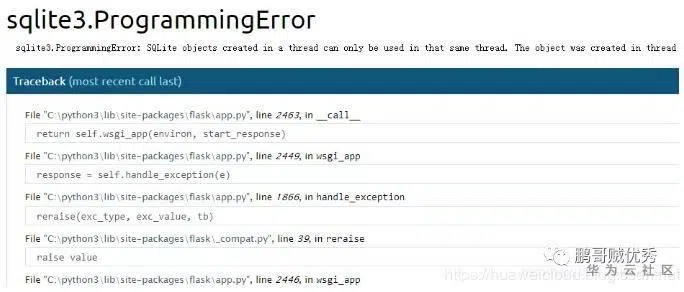 sqlite3.ProgrammingError
sqlite3.ProgrammingError: SQLite objects created in a thread can only be used in that same thread. The object was created in thread
Traceback (most recent call last)
File "C:\python3\lib\site-packages\flask\app.py", line 2463, in __call__
return self.wsgi_app(environ, start_response)
File "C:\python3\lib\site-packages\flask\app.py", line 2449, in wsgi_app
response = self.handle_exception(e)
File "C:\python3\lib\site-packages\flask\app.py", line 1866, in handle_exception
reraise(exc_type, exc_value, tb)
File "C:\python3\lib\site-packages\flask\_compat.py", line 39, in reraise
raise value
鹏哥贼优秀
华为云社区
File "C:\python3\lib\site-packages\flask\app.py", line 2446, in wsgi_app